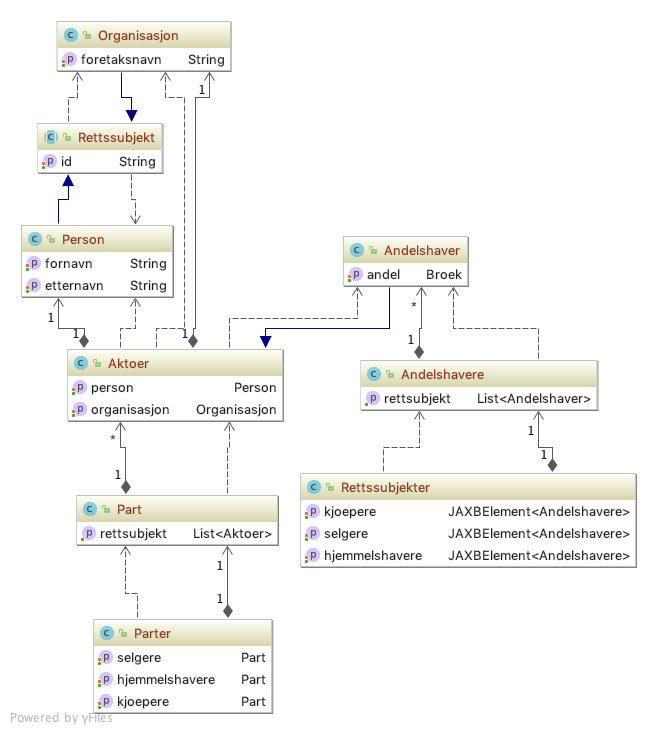 Organisasjon
foretaksnavn String
1
Rettssubjekt
id String
Person
fornavn String
etternavn String
Andelshaver
andel Broek
1
*
1
1
1
Aktoer
person Person
organisasjon Organisasjon
Andelshavere
rettsubjekt List<Andelshaver>
*
1
1
1
Rettssubjekter
kjoepere JAXBElement<Andelshavere>
selgere JAXBElement<Andelshavere>
hjemmelshavere JAXBElement<Andelshavere>
Part
rettsubjekt List<Aktoer>
1
1
Parter
selgere Part
hjemmelshavere Part
kjoepere Part
Powered by yFiles